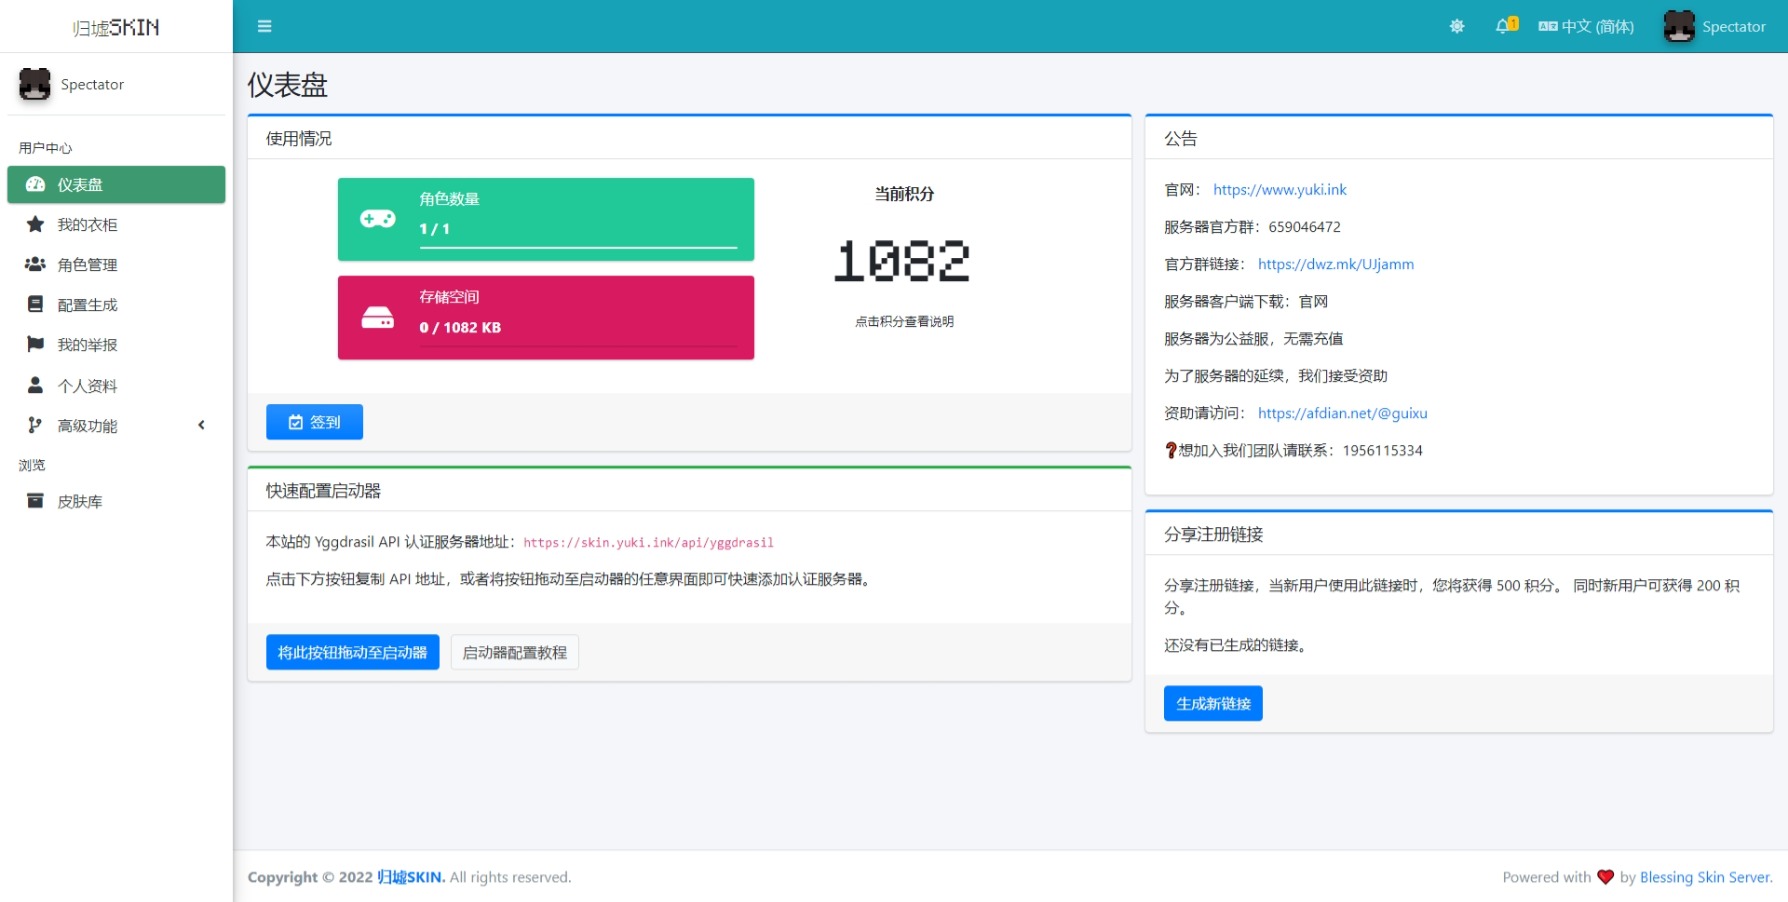 归墟SKIN
1
中文 (简体)
Spectator
Spectator
用户中心
仪表盘
我的衣柜
角色管理
配置生成
我的举报
个人资料
高级功能
浏览
皮肤库
仪表盘
使用情况
角色数量
1 / 1
存储空间
0 / 1082 KB
当前积分
1082
点击积分查看说明
签到
快速配置启动器
本站的 Yggdrasil API 认证服务器地址：https://skin.yuki.ink/api/yggdrasil
点击下方按钮复制 API 地址，或者将按钮拖动至启动器的任意界面即可快速添加认证服务器。
将此按钮拖动至启动器
启动器配置教程
公告
官网： https://www.yuki.ink
服务器官方群：659046472
官方群链接： https://dwz.mk/UJjamm
服务器客户端下载：官网
服务器为公益服，无需充值
为了服务器的延续，我们接受资助
资助请访问： https://afdian.net/@guixu
❓想加入我们团队请联系：1956115334
分享注册链接
分享注册链接，当新用户使用此链接时，您将获得 500 积分。 同时新用户可获得 200 积
分。
还没有已生成的链接。
生成新链接
Copyright © 2022 归墟SKIN. All rights reserved.
Powered with ❤ by Blessing Skin Server.